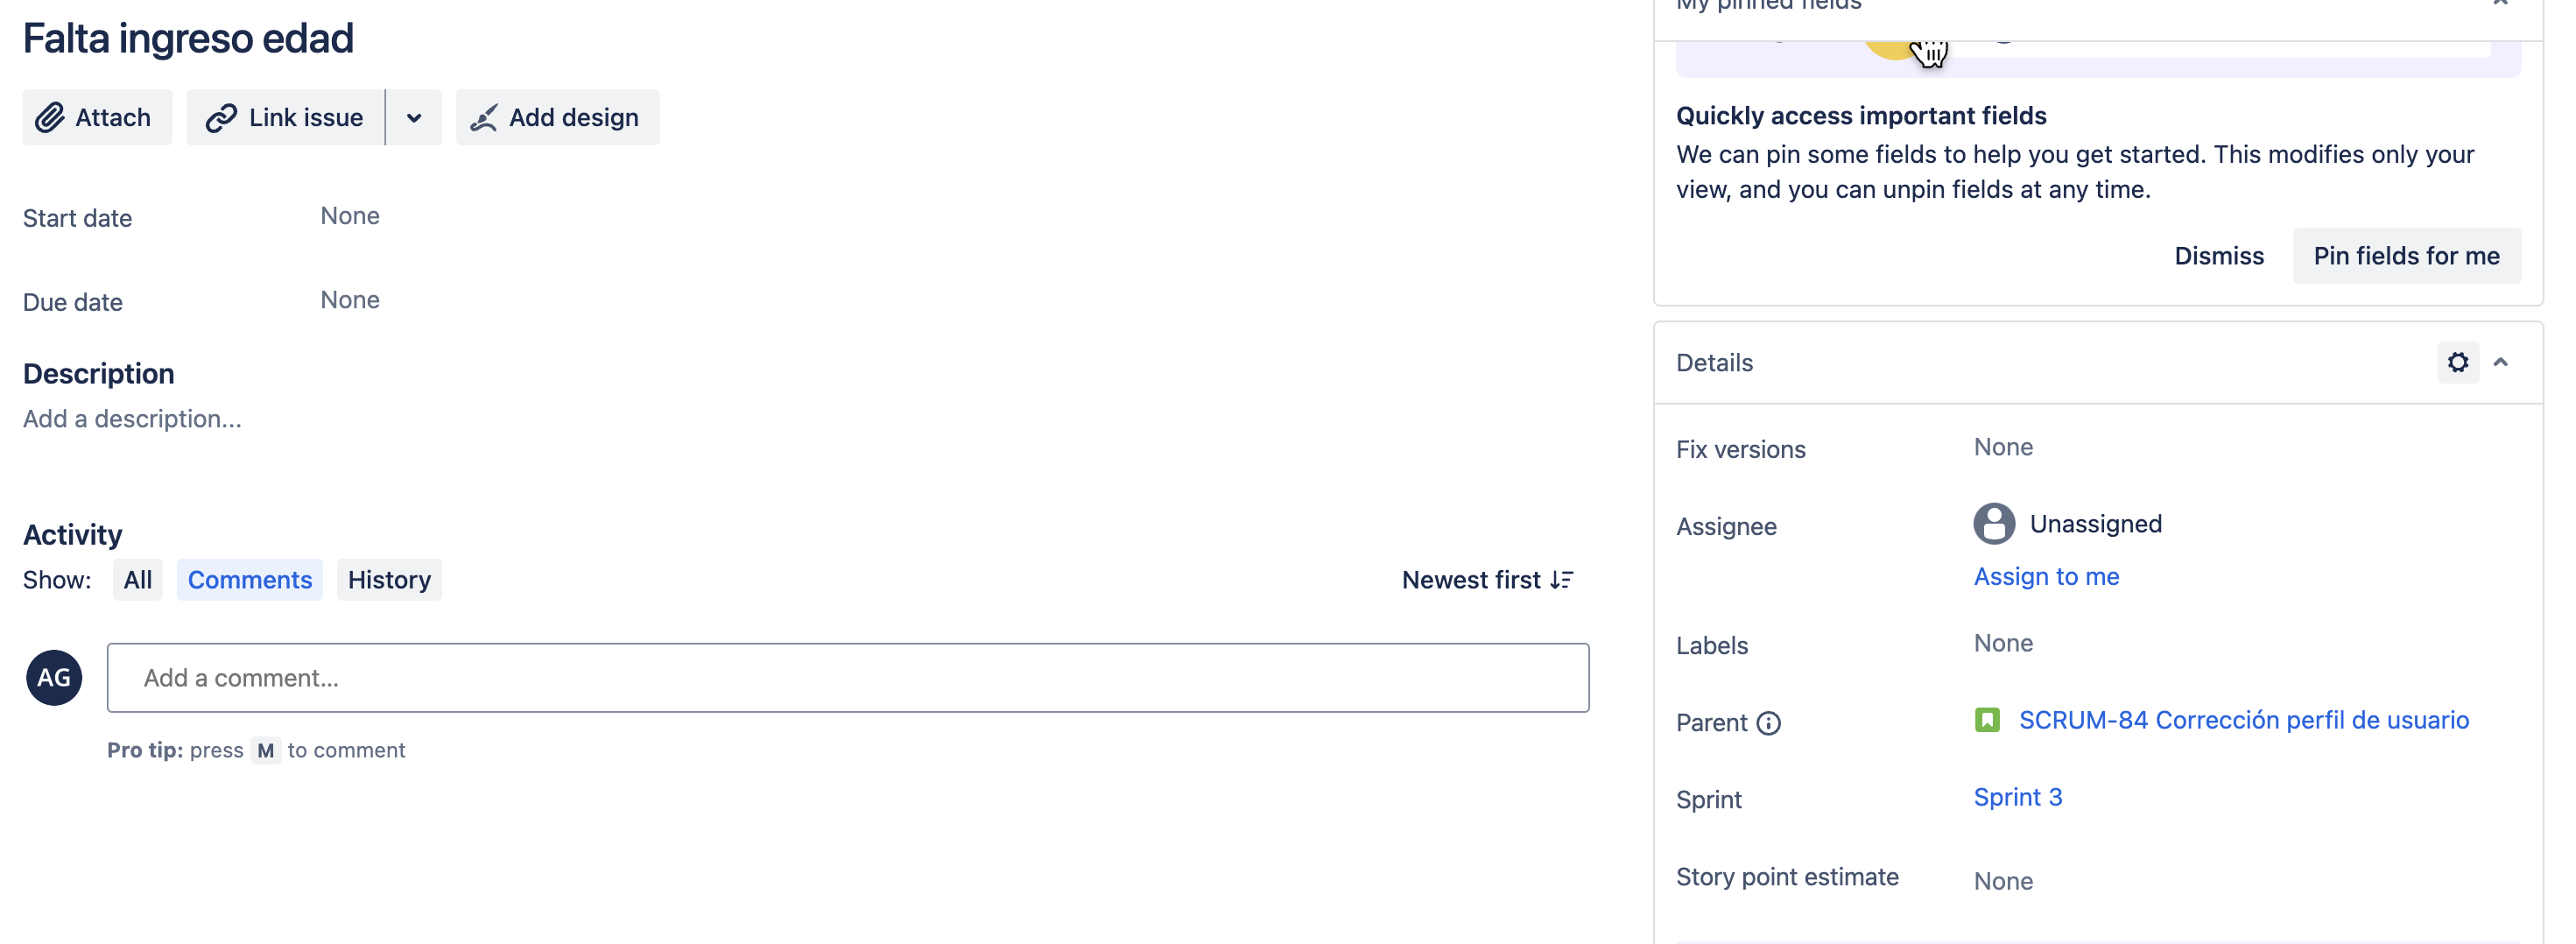 Falta ingreso edad
Attach
Link issue
Add design
Start date
None
Due date
None
Description
Add a description...
Activity
Show: All Comments History
Newest first
AG
Add a comment...
Pro tip: press M to comment
My pinned fields
Quickly access important fields
We can pin some fields to help you get started. This modifies only your
view, and you can unpin fields at any time.
Dismiss
Pin fields for me
Details
Fix versions
None
Assignee
Unassigned
Assign to me
Labels
None
Parent
SCRUM-84 Corrección perfil de usuario
Sprint
Sprint 3
Story point estimate
None